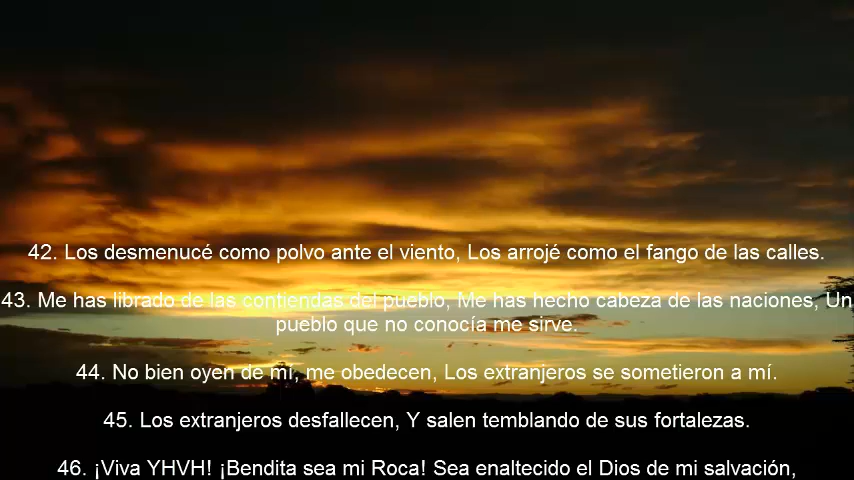 42. Los desmenucé como polvo ante el viento, Los arrojé como el fango de las calles.
43. Me has librado de las contiendas del pueblo, Me has hecho cabeza de las naciones, Un
pueblo que no conocía me sirve.
44. No bien oyen de mí, me obedecen, Los extranjeros se sometieron a mí.
45. Los extranjeros desfallecen, Y salen temblando de sus fortalezas.
46. ¡Viva YHVH! ¡Bendita sea mi Roca! Sea enaltecido el Dios de mi salvación,